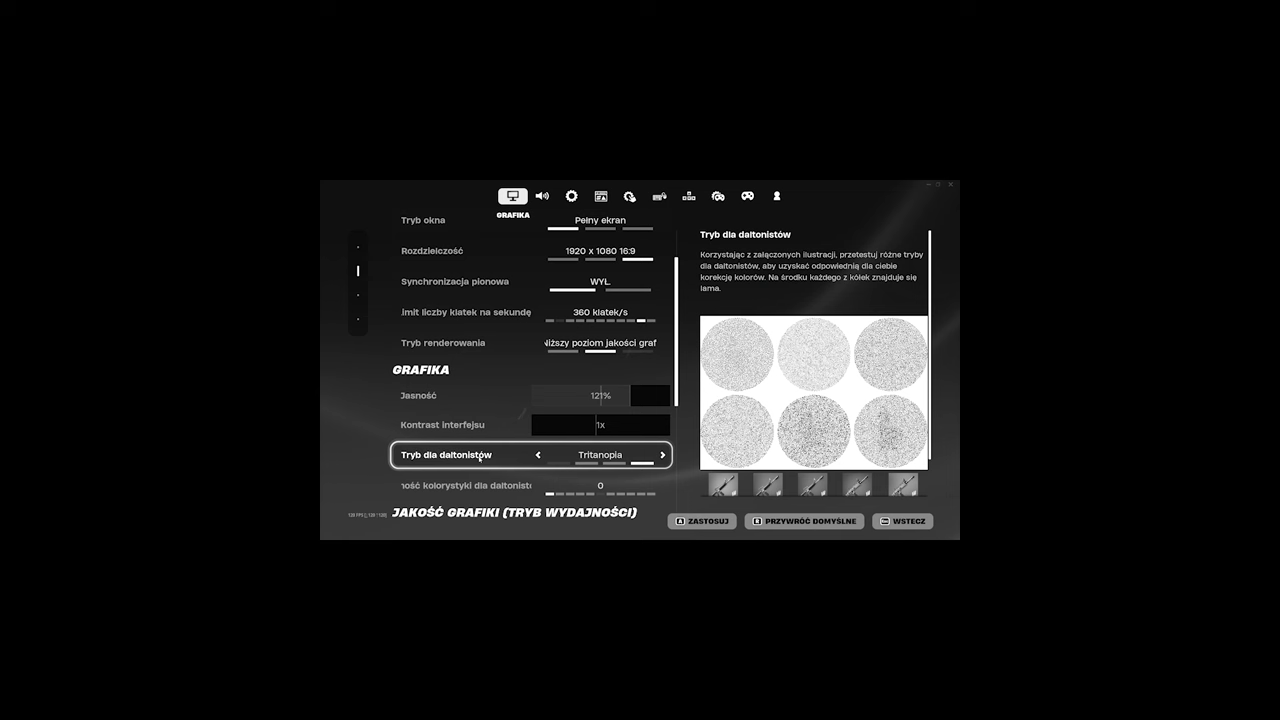 GRAFIKA
Tryb okna
Pełny ekran
Rozdzielczość
1920 x 1080 16:9
Synchronizacja pionowa
WYŁ.
imit liczby klatek na sekundę
360 klatek/s
Tryb renderowania
Niższy poziom jakości graf
GRAFIKA
Jasność
121%
Kontrast interfejsu
1x
Tryb dla daltonistów
Tritanopia
ność kolorystyki dla daltonistó
0
JAKOŚĆ GRAFIKI (TRYB WYDAJNOŚCI)
Tryb dla daltonistów
Korzystając z załączonych ilustracji, przetestuj różne tryby
dla daltonistów, aby uzyskać odpowiednią dla ciebie
korekcję kolorów. Na środku każdego z kółek znajduje się
lama.
A ZASTOSUJ
PRZYWRÓĆ DOMYŚLNE
WSTECZ